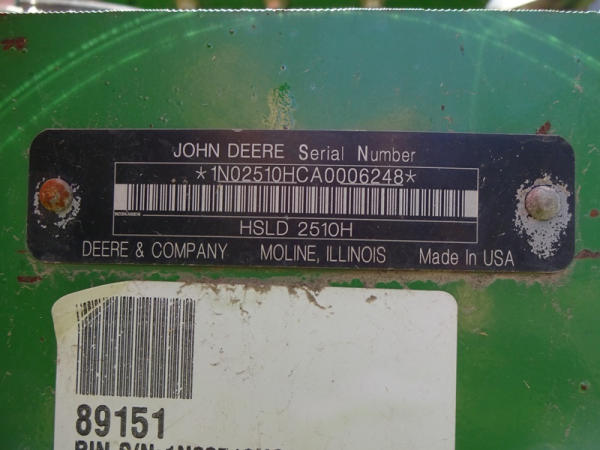 JOHN DEERE Serial Number
*1N02510HCA0006248*
HSLD 2510H
DEERE & COMPANY MOLINE, ILLINOIS Made In USA
89151